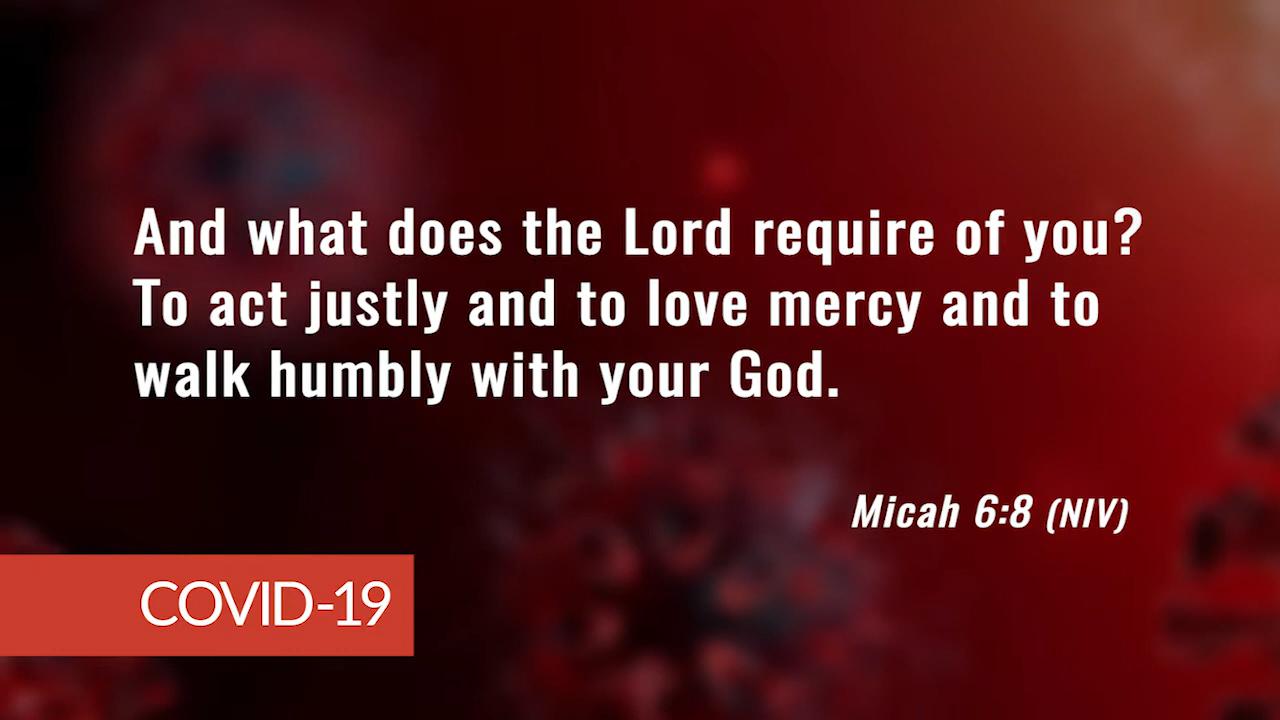 And what does the Lord require of you?
To act justly and to love mercy and to
walk humbly with your God.
Micah 6:8 (NIV)
COVID-19